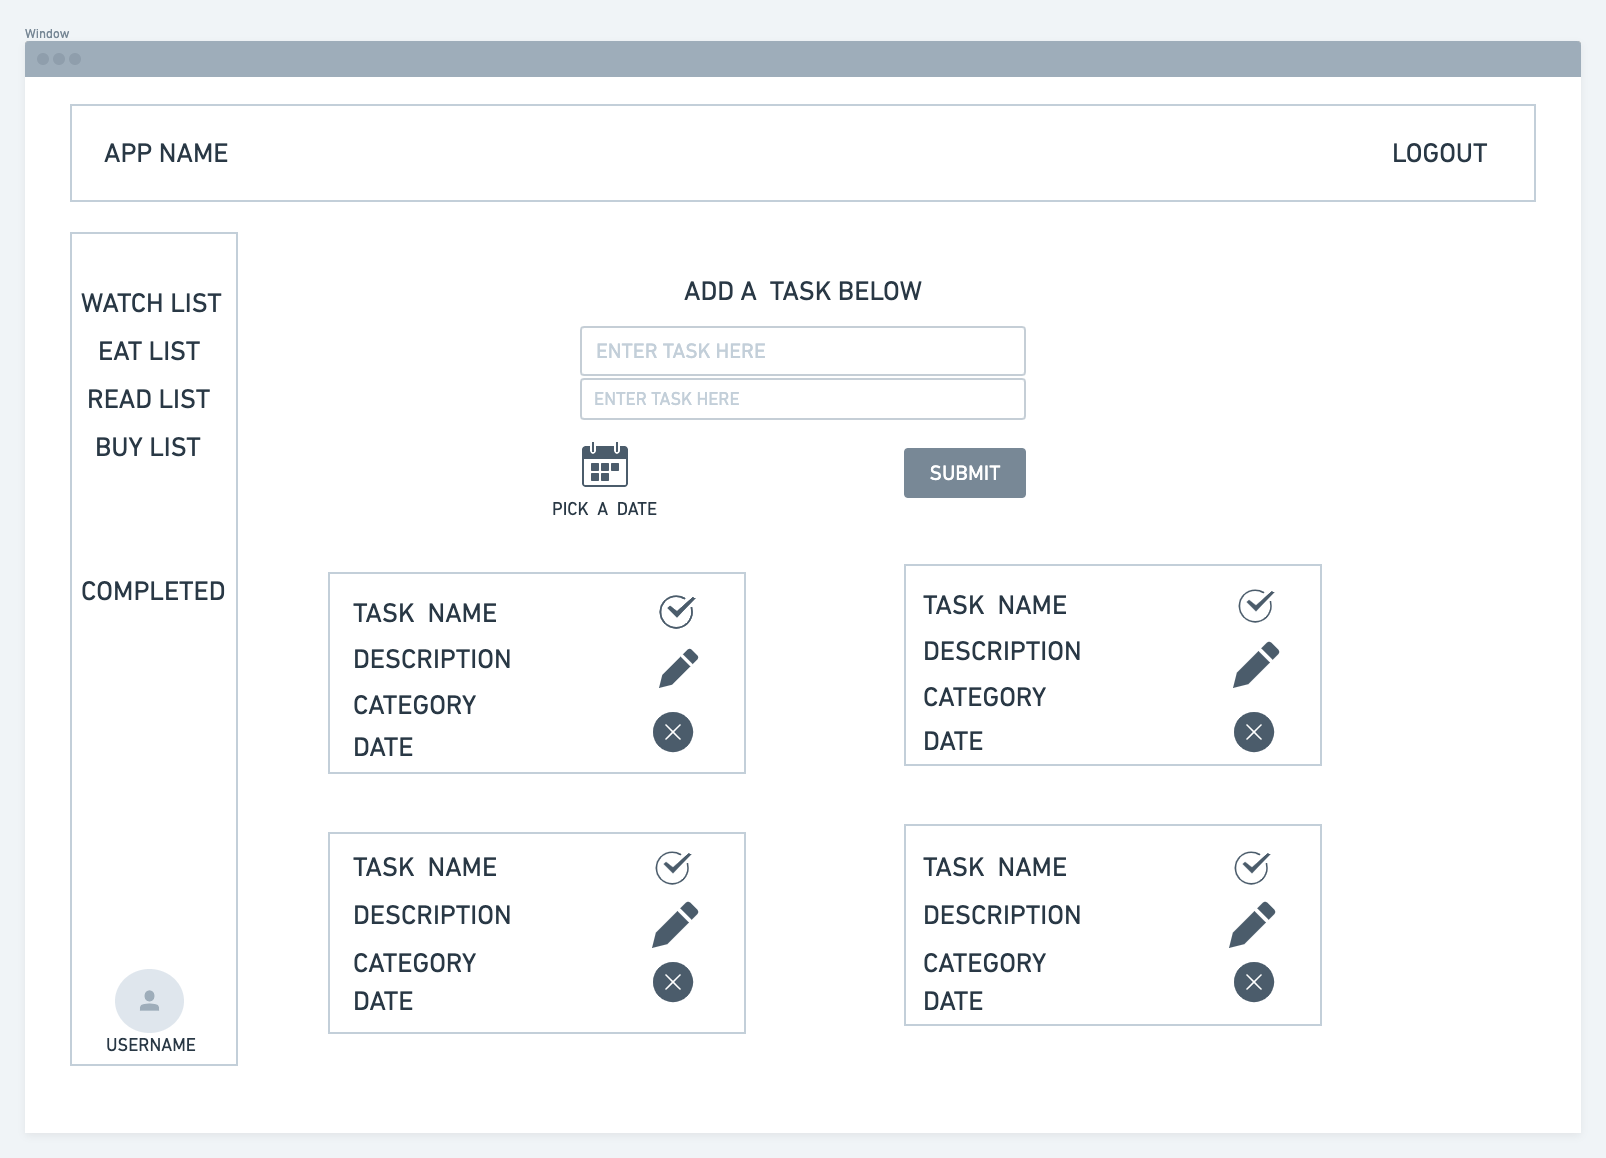 Window
APP NAME
LOGOUT
WATCH LIST
EAT LIST
READ LIST
BUY LIST
COMPLETED
USERNAME
ADD A TASK BELOW
ENTER TASK HERE
ENTER TASK HERE
PICK A DATE
SUBMIT
TASK NAME
DESCRIPTION
CATEGORY
DATE
TASK NAME
DESCRIPTION
CATEGORY
DATE
TASK NAME
DESCRIPTION
CATEGORY
DATE
TASK NAME
DESCRIPTION
CATEGORY
DATE